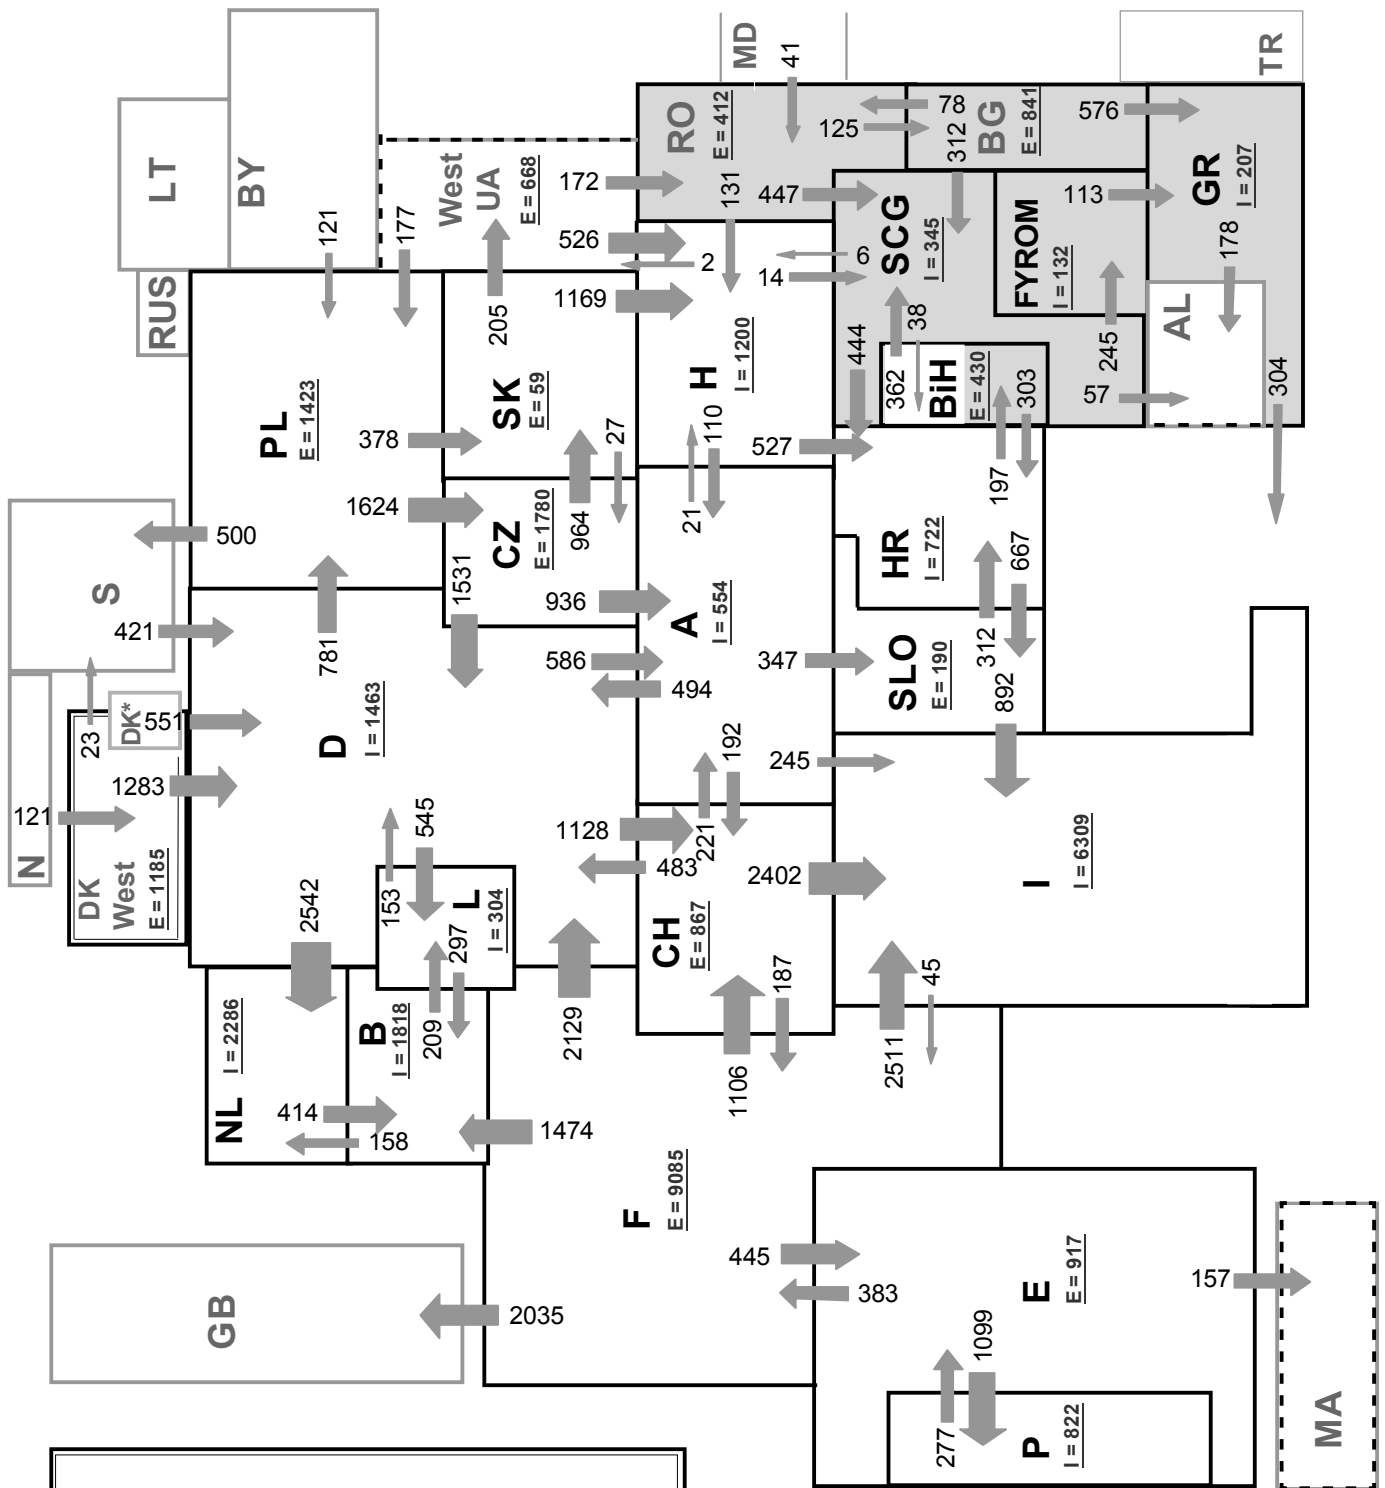 MD
41
TR
LT
BY
RO
E = 412
78
125
312
BG
E = 841
576
West
UA
E = 668
172
131
447
113
GR
I = 207
121
177
526
2
6
14
SCG
I = 345
FYROM
I = 132
178
RUS
205
1169
H
I = 1200
38
444
362
BiH
E = 430
303
245
57
AL
304
PL
E = 1423
SK
E = 59
378
27
110
527
197
1624
CZ
E = 1780
964
21
500
1531
HR
I = 722
667
S
421
781
936
A
I = 554
586
494
347
SLO
E = 190
312
892
DK*
551
23
D
I = 1463
192
245
1283
121
N
DK
West
E = 1185
545
153
1128
221
483
2402
I
I = 6309
2542
L
I = 304
297
CH
E = 867
187
45
NL
I = 2286
B
I = 1818
209
2129
1106
2511
414
158
1474
F
E = 9085
GB
2035
445
383
E
E = 917
157
1099
277
P
I = 822
MA